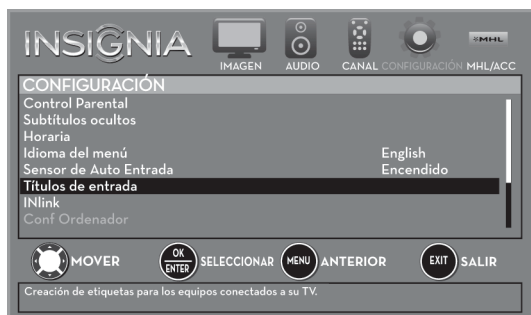 INSIGNIA
IMAGEN AUDIO CANAL CONFIGURACIÓN MHL/ACC
MHL
CONFIGURACIÓN
Control Parental
Subtítulos ocultos
Horaria
Idioma del menú English
Sensor de Auto Entrada Encendido
Títulos de entrada
INlink
Conf Ordenador
MOVER OK ENTER SELECCIONAR MENU ANTERIOR EXIT SALIR
Creación de etiquetas para los equipos conectados a su TV.